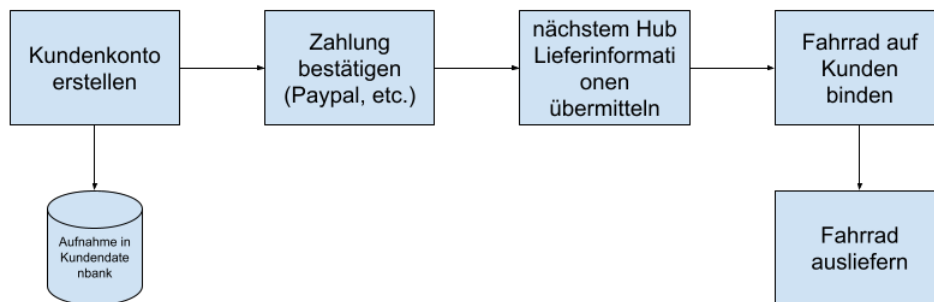 Kundenkonto
erstellen
Zahlung
bestätigen
(Paypal, etc.)
nächstem Hub
Lieferinformati
onen
übermitteln
Fahrrad auf
Kunden
binden
Aufnahme in
Kundendate
nbank
Fahrrad
ausliefern